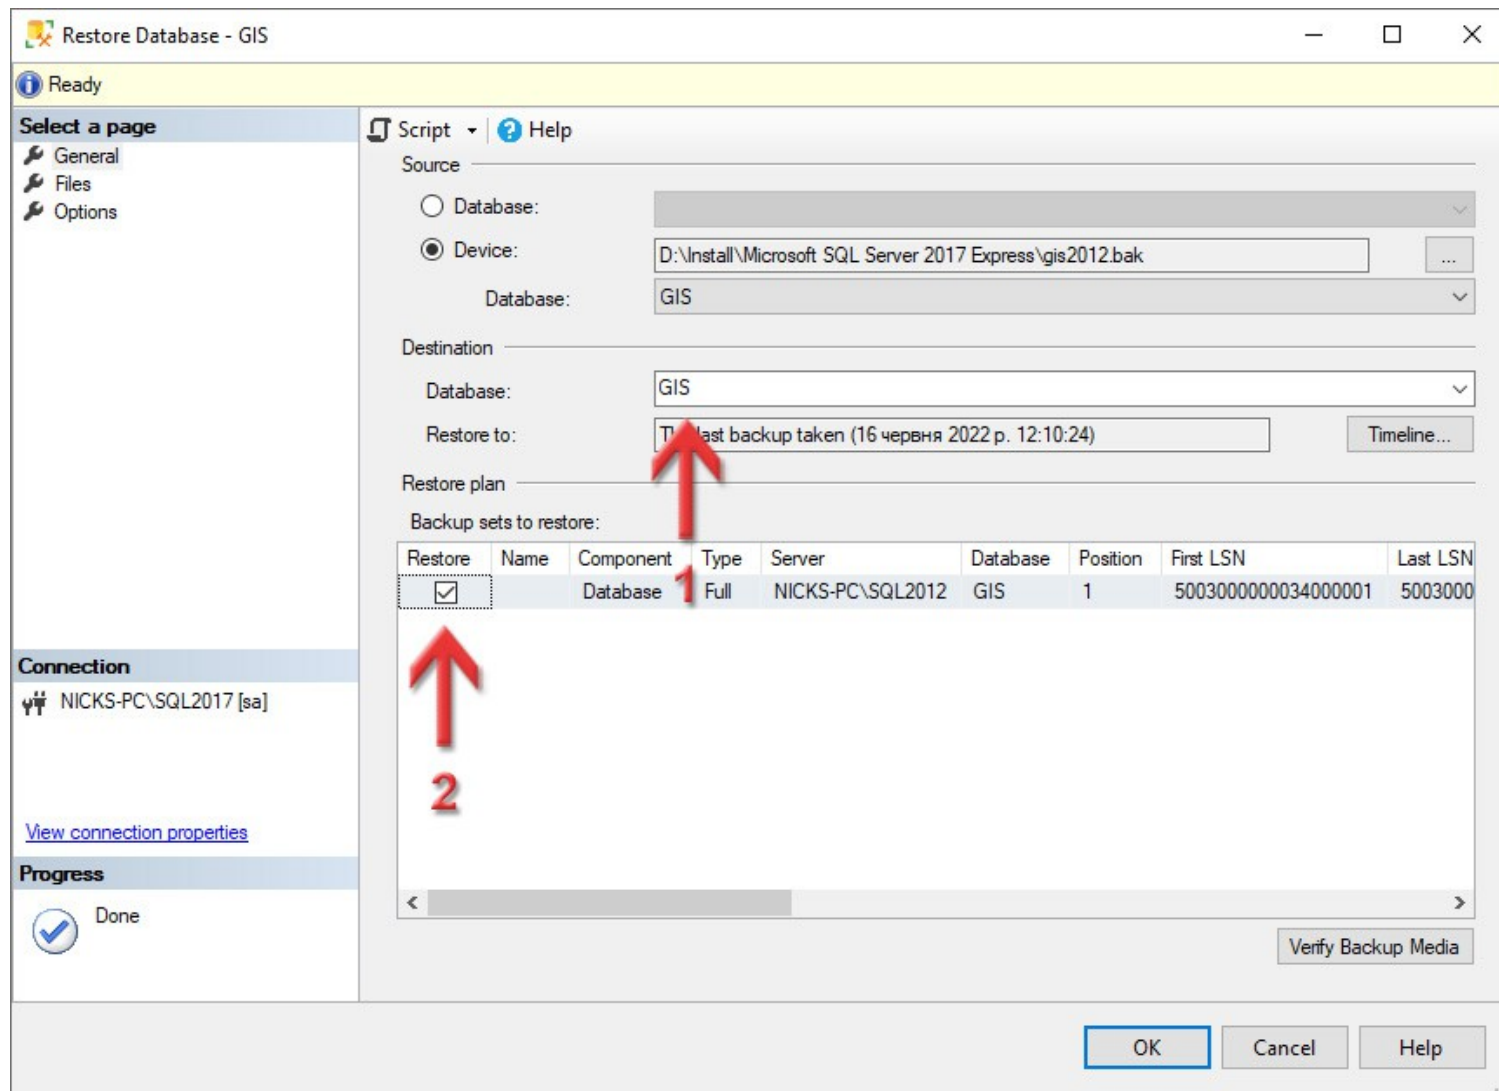 Restore Database - GIS
Ready
Select a page
General
Files
Options
Connection
NICKS-PC\SQL2017 [sa]
View connection properties
Progress
Done
Script
Help
Source
Database:
Device:
D:\Install\Microsoft SQL Server 2017 Express\gis2012.bak
...
Database:
GIS
Destination
Database:
GIS
Restore to:
last backup taken (16 червня 2022 р. 12:10:24)
Timeline...
Restore plan
Backup sets to restore:
Restore Name Component Type Server Database Position First LSN Last LSN
Database Full NICKS-PC\SQL2012 GIS 1 5003000000034000001 5003000
1
2
Verify Backup Media
OK
Cancel
Help